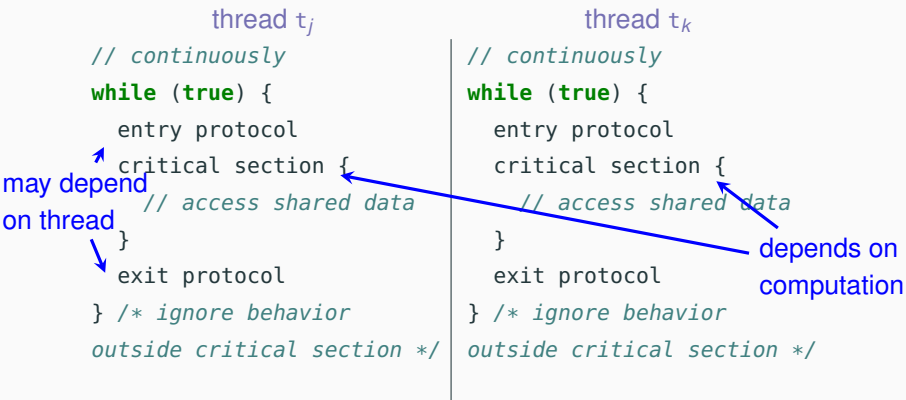 thread tj
// continuously
while (true) {
entry protocol
critical section {
// access shared data
}
exit protocol
} /* ignore behavior
outside critical section */
may depend
on thread
thread tk
// continuously
while (true) {
entry protocol
critical section {
// access shared data
}
exit protocol
} /* ignore behavior
outside critical section */
depends on
computation